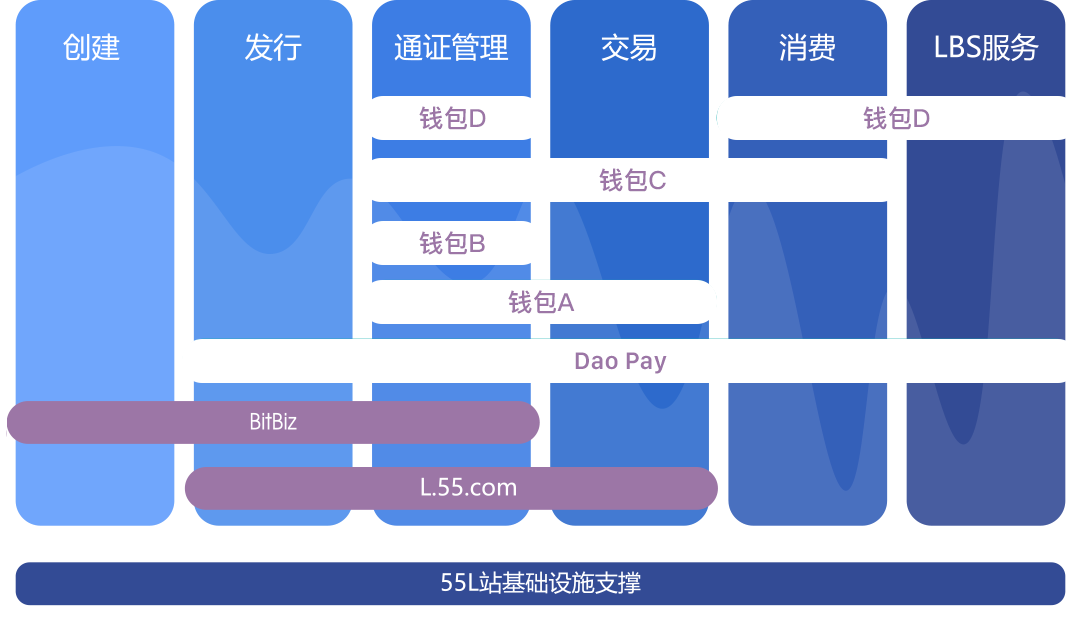 创建
发行
通证管理
交易
消费
LBS服务
钱包D
钱包D
钱包C
钱包B
钱包A
Dao Pay
BitBiz
L.55.com
55L站基础设施支撑